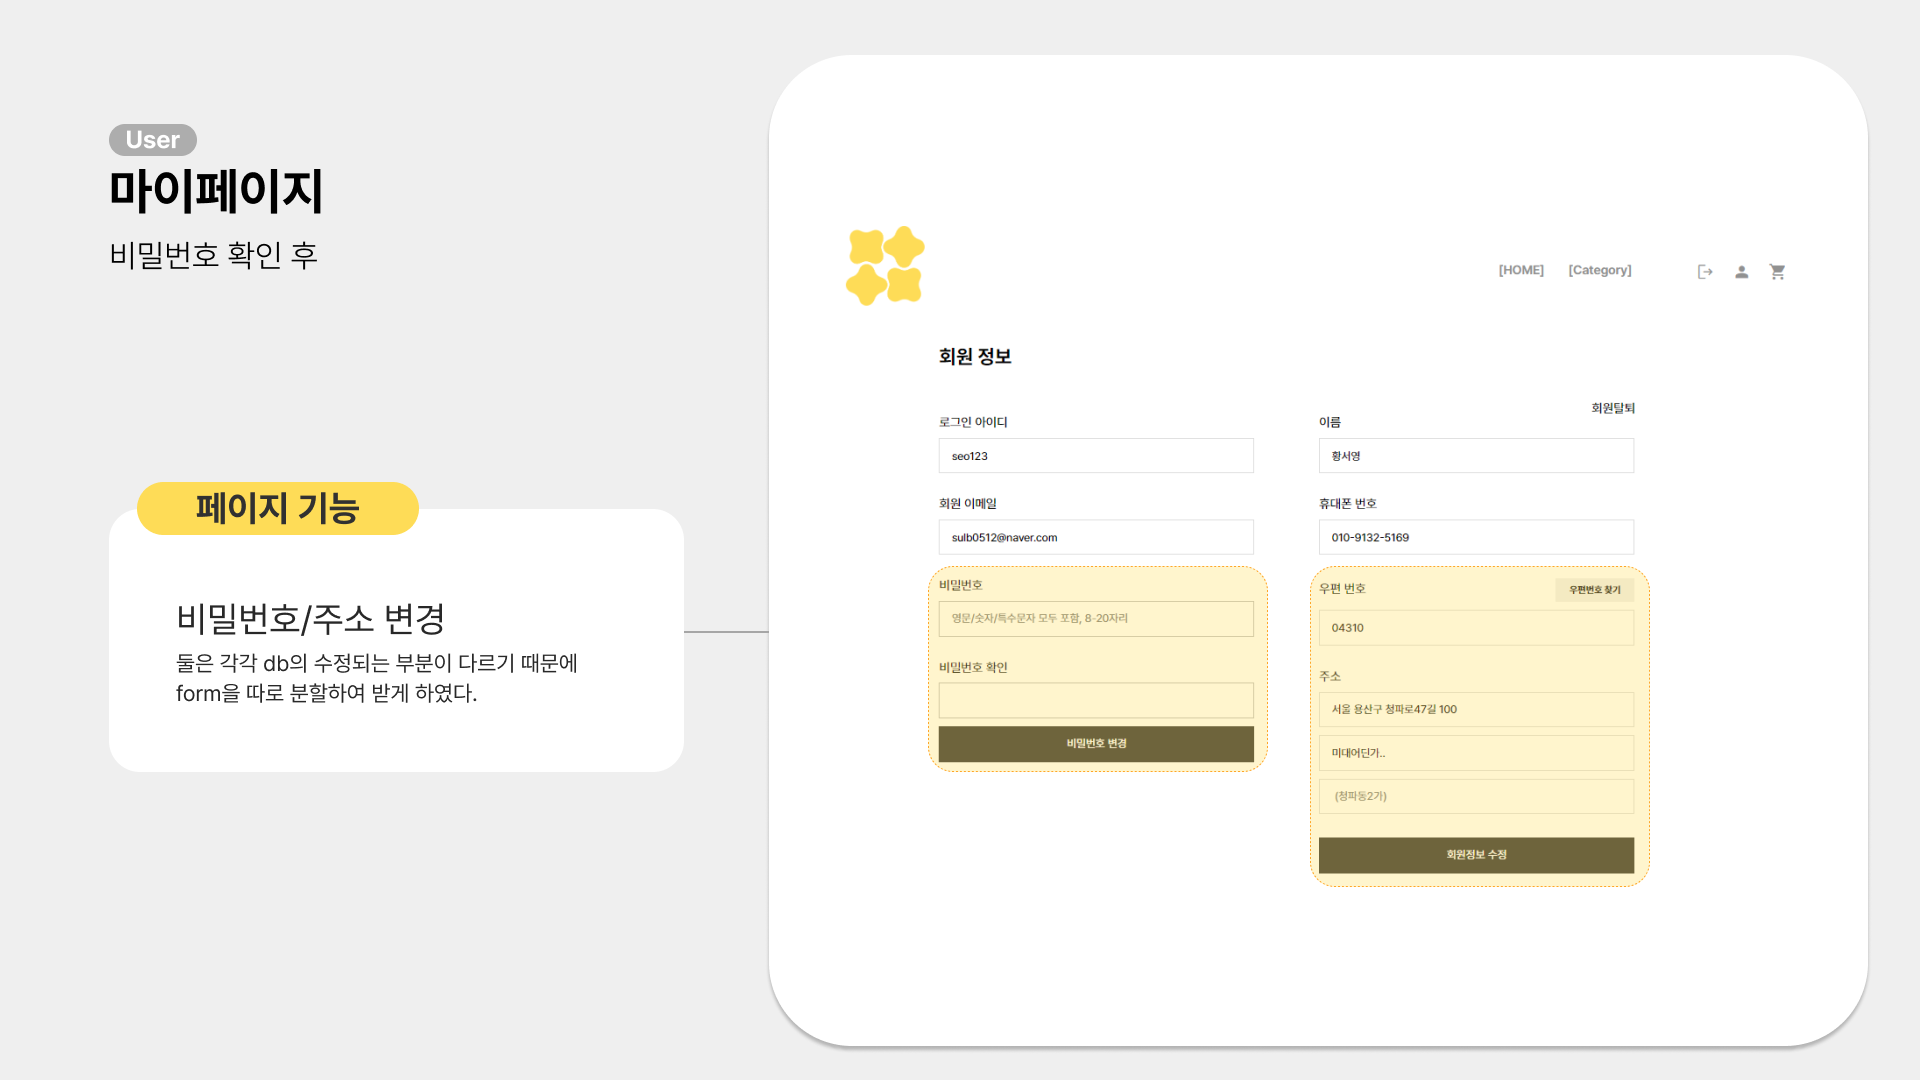 User
마이페이지
비밀번호 확인 후
페이지 기능
비밀번호/주소 변경
둘은 각각 db의 수정되는 부분이 다르기 때문에
form을 따로 분할하여 받게 하였다.
[HOME] [Category]
회원 정보
회원탈퇴
로그인 아이디
seo123
이름
황서영
회원 이메일
sulb0512@naver.com
휴대폰 번호
010-9132-5169
비밀번호
영문/숫자/특수문자 모두 포함, 8-20자리
비밀번호 확인
비밀번호 변경
우편 번호
우편번호 찾기
04310
주소
서울 용산구 청파로47길 100
미대어딘가..
(청파동2가)
회원정보 수정